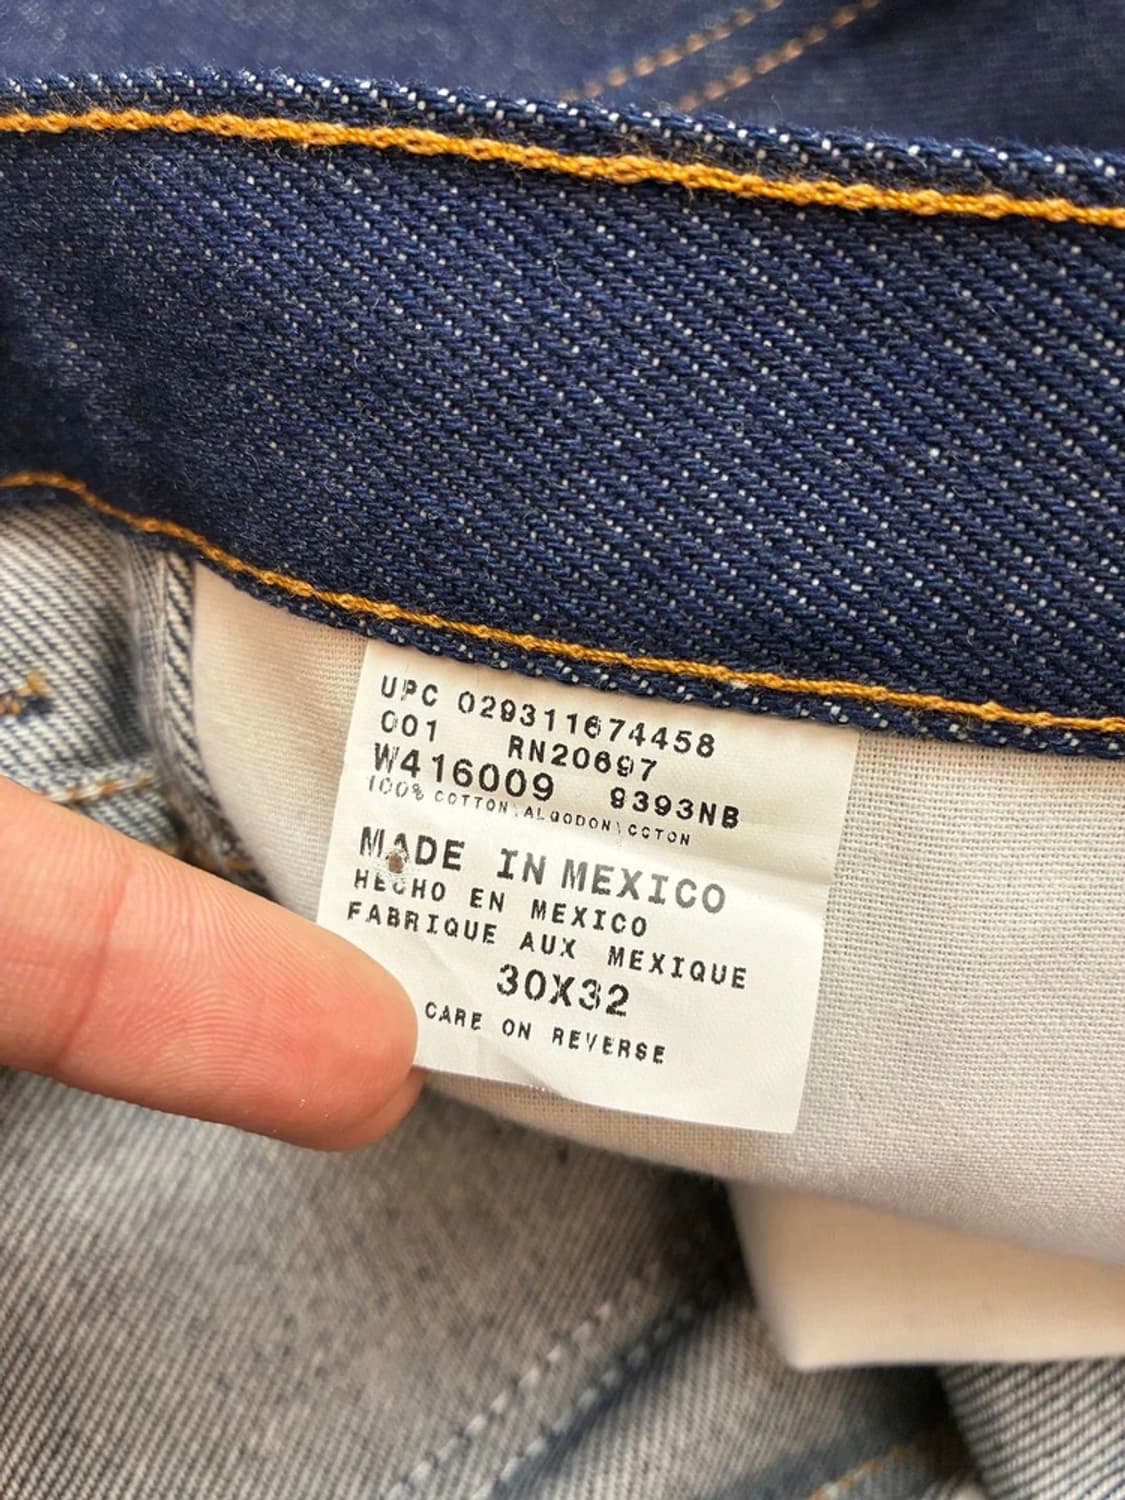 UPC 029311674458
001 RN20697
W416009 9393NB
100% COTTON\ALGODON\COTON
MADE IN MEXICO
HECHO EN MEXICO
FABRIQUE AUX MEXIQUE
30X32
CARE ON REVERSE